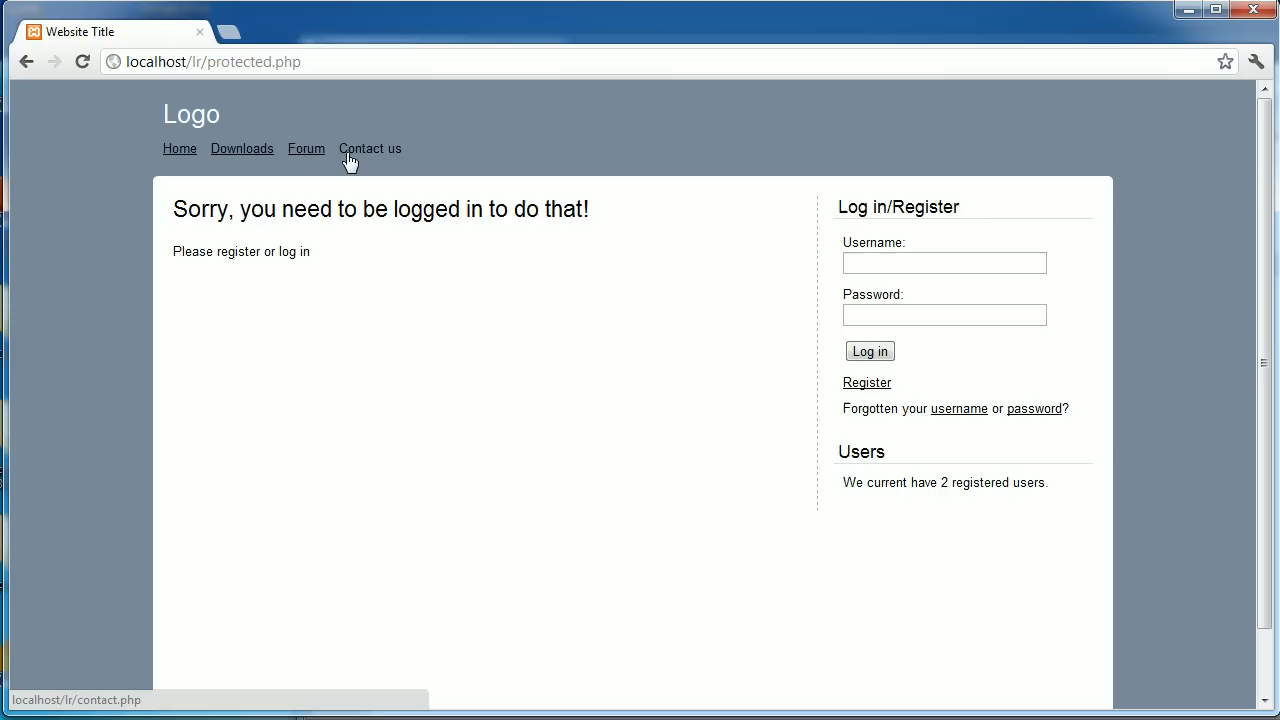 Website Title
localhost/lr/protected.php
Logo
Home Downloads Forum Contact us
Sorry, you need to be logged in to do that!
Please register or log in
Log in/Register
Username:
Password:
Log in
Register
Forgotten your username or password?
Users
We current have 2 registered users.
localhost/lr/contact.php